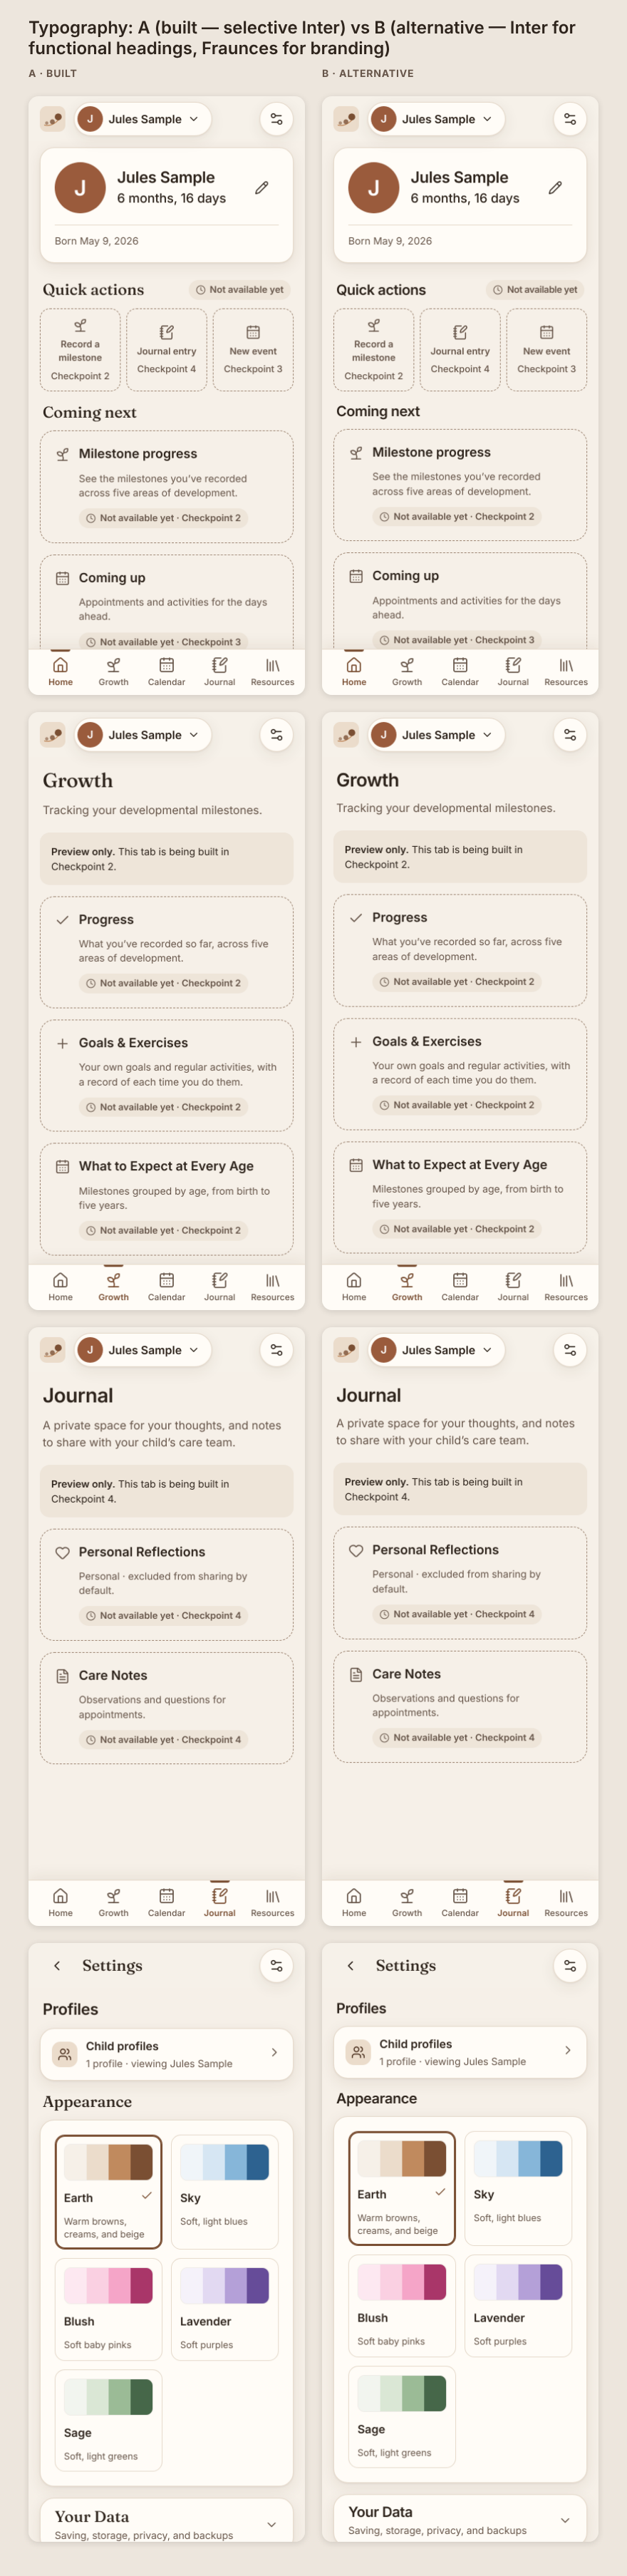 Typography: A (built — selective Inter) vs B (alternative — Inter for
functional headings, Fraunces for branding)
A · BUILT
J
Jules Sample
J
Jules Sample
6 months, 16 days
Born May 9, 2026
Quick actions
Not available yet
Record a
milestone
Checkpoint 2
Journal entry
Checkpoint 4
New event
Checkpoint 3
Coming next
Milestone progress
See the milestones you've recorded
across five areas of development.
Not available yet · Checkpoint 2
Coming up
Appointments and activities for the days
ahead.
Not available yet · Checkpoint 3
Home
Growth
Calendar
Journal
Resources
B · ALTERNATIVE
J
Jules Sample
J
Jules Sample
6 months, 16 days
Born May 9, 2026
Quick actions
Not available yet
Record a
milestone
Checkpoint 2
Journal entry
Checkpoint 4
New event
Checkpoint 3
Coming next
Milestone progress
See the milestones you've recorded
across five areas of development.
Not available yet · Checkpoint 2
Coming up
Appointments and activities for the days
ahead.
Not available yet · Checkpoint 3
Home
Growth
Calendar
Journal
Resources
J
Jules Sample
Growth
Tracking your developmental milestones.
Preview only. This tab is being built in
Checkpoint 2.
Progress
What you've recorded so far, across five
areas of development.
Not available yet · Checkpoint 2
Goals & Exercises
Your own goals and regular activities, with
a record of each time you do them.
Not available yet · Checkpoint 2
What to Expect at Every Age
Milestones grouped by age, from birth to
five years.
Not available yet · Checkpoint 2
Home
Growth
Calendar
Journal
Resources
J
Jules Sample
Growth
Tracking your developmental milestones.
Preview only. This tab is being built in
Checkpoint 2.
Progress
What you've recorded so far, across five
areas of development.
Not available yet · Checkpoint 2
Goals & Exercises
Your own goals and regular activities, with
a record of each time you do them.
Not available yet · Checkpoint 2
What to Expect at Every Age
Milestones grouped by age, from birth to
five years.
Not available yet · Checkpoint 2
Home
Growth
Calendar
Journal
Resources
J
Jules Sample
Journal
A private space for your thoughts, and notes
to share with your child's care team.
Preview only. This tab is being built in
Checkpoint 4.
Personal Reflections
Personal · excluded from sharing by
default.
Not available yet · Checkpoint 4
Care Notes
Observations and questions for
appointments.
Not available yet · Checkpoint 4
Home
Growth
Calendar
Journal
Resources
J
Jules Sample
Journal
A private space for your thoughts, and notes
to share with your child's care team.
Preview only. This tab is being built in
Checkpoint 4.
Personal Reflections
Personal · excluded from sharing by
default.
Not available yet · Checkpoint 4
Care Notes
Observations and questions for
appointments.
Not available yet · Checkpoint 4
Home
Growth
Calendar
Journal
Resources
Settings
Profiles
Child profiles
1 profile · viewing Jules Sample
Appearance
Earth
Warm browns,
creams, and beige
Sky
Soft, light blues
Blush
Soft baby pinks
Lavender
Soft purples
Sage
Soft, light greens
Your Data
Saving, storage, privacy, and backups
Settings
Profiles
Child profiles
1 profile · viewing Jules Sample
Appearance
Earth
Warm browns,
creams, and beige
Sky
Soft, light blues
Blush
Soft baby pinks
Lavender
Soft purples
Sage
Soft, light greens
Your Data
Saving, storage, privacy, and backups